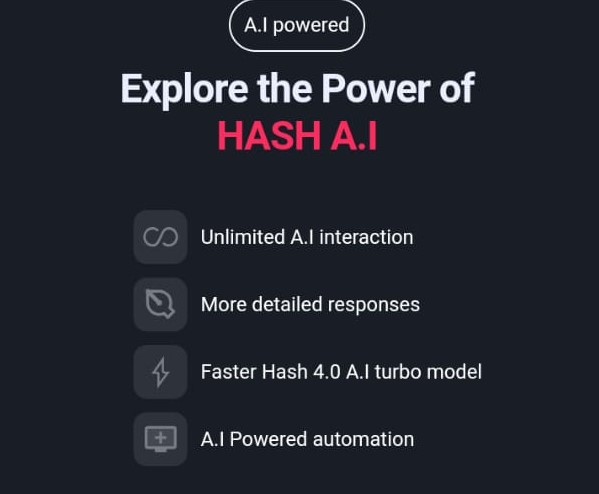 A.I powered
Explore the Power of
HASH A.I
Unlimited A.I interaction
More detailed responses
Faster Hash 4.0 A.I turbo model
A.I Powered automation